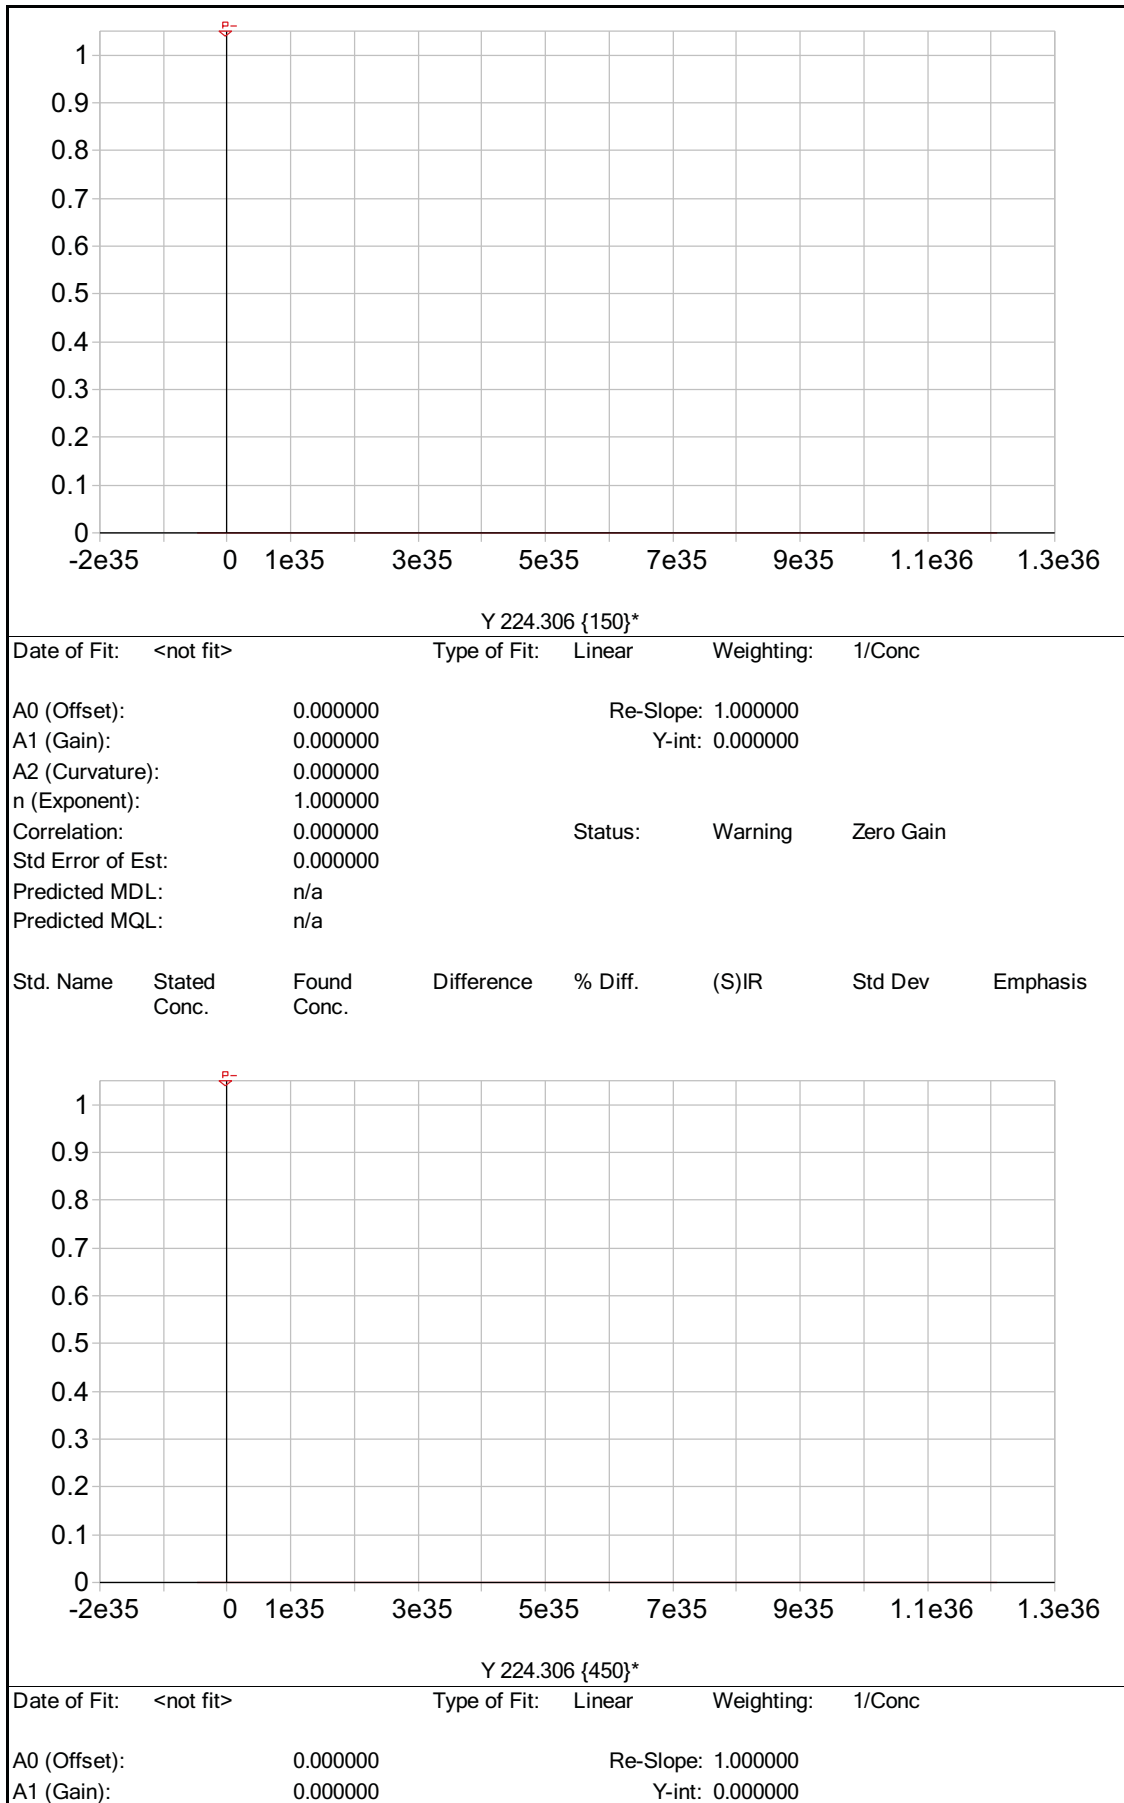 P-
1
0.9
0.8
0.7
0.6
0.5
0.4
0.3
0.2
0.1
0
-2e35 0 1e35 3e35 5e35 7e35 9e35 1.1e36 1.3e36
Y 224.306 {150}*
Date of Fit: <not fit> Type of Fit: Linear Weighting: 1/Conc
A0 (Offset): 0.000000 Re-Slope: 1.000000
A1 (Gain): 0.000000 Y-int: 0.000000
A2 (Curvature): 0.000000
n (Exponent): 1.000000
Correlation: 0.000000 Status: Warning Zero Gain
Std Error of Est: 0.000000
Predicted MDL: n/a
Predicted MQL: n/a
Std. Name Stated Found Difference % Diff. (S)IR Std Dev Emphasis
Conc. Conc.
P-
1
0.9
0.8
0.7
0.6
0.5
0.4
0.3
0.2
0.1
0
-2e35 0 1e35 3e35 5e35 7e35 9e35 1.1e36 1.3e36
Y 224.306 {450}*
Date of Fit: <not fit> Type of Fit: Linear Weighting: 1/Conc
A0 (Offset): 0.000000 Re-Slope: 1.000000
A1 (Gain): 0.000000 Y-int: 0.000000